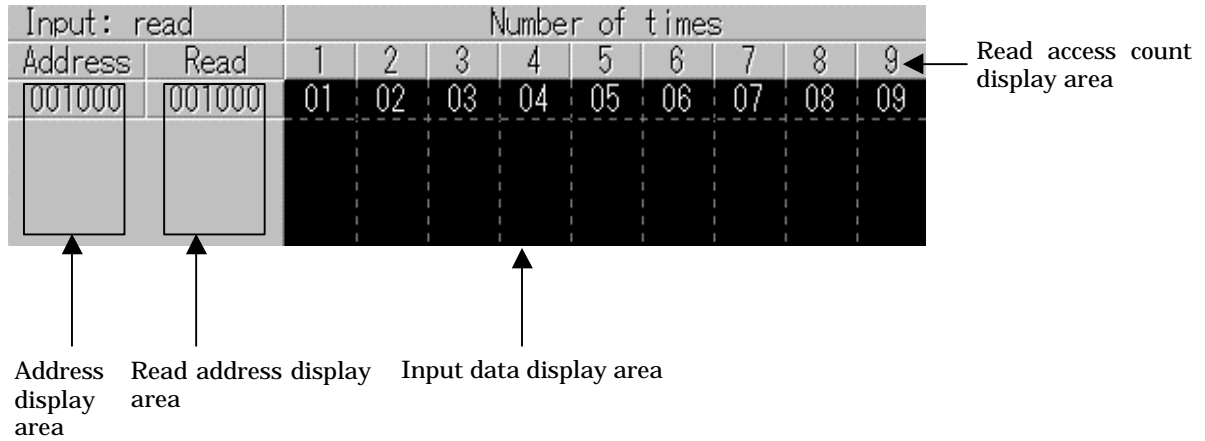 Input: read Number of times
Address Read 1 2 3 4 5 6 7 8 9
001000 001000 01 02 03 04 05 06 07 08 09
Read access count
display area
Address
display
area
Read address display
area
Input data display area